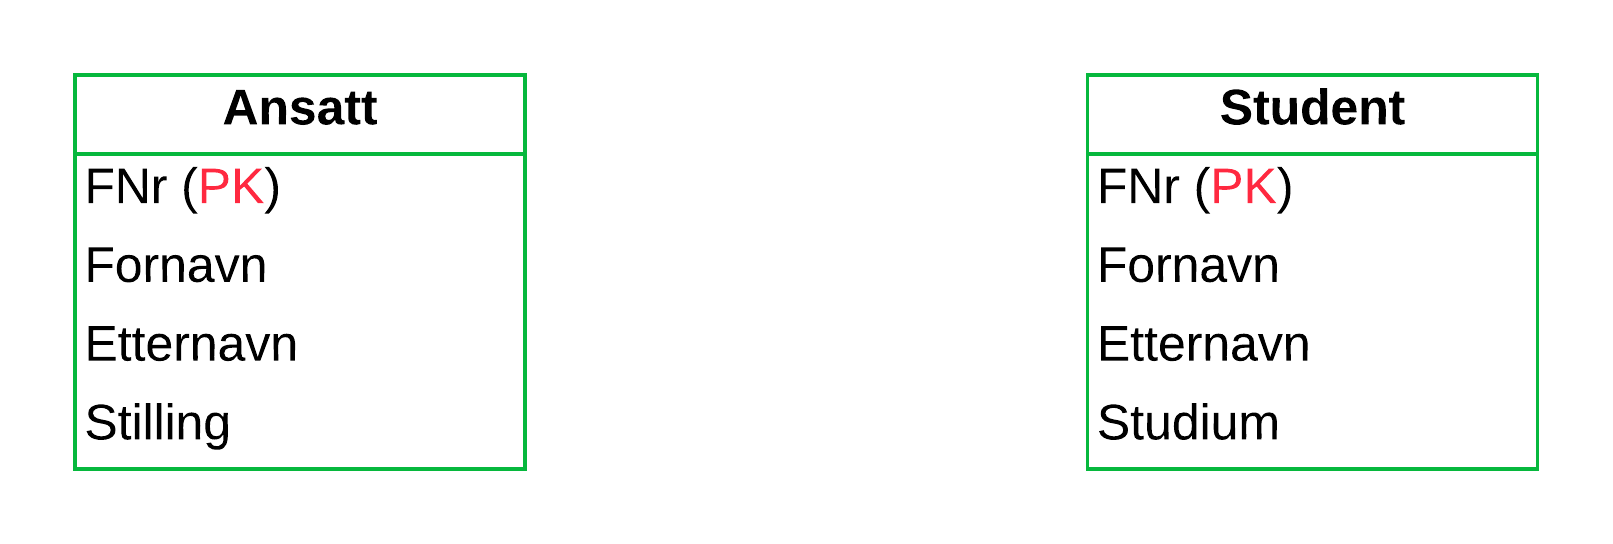 Ansatt
FNr (PK)
Fornavn
Etternavn
Stilling
Student
FNr (PK)
Fornavn
Etternavn
Studium